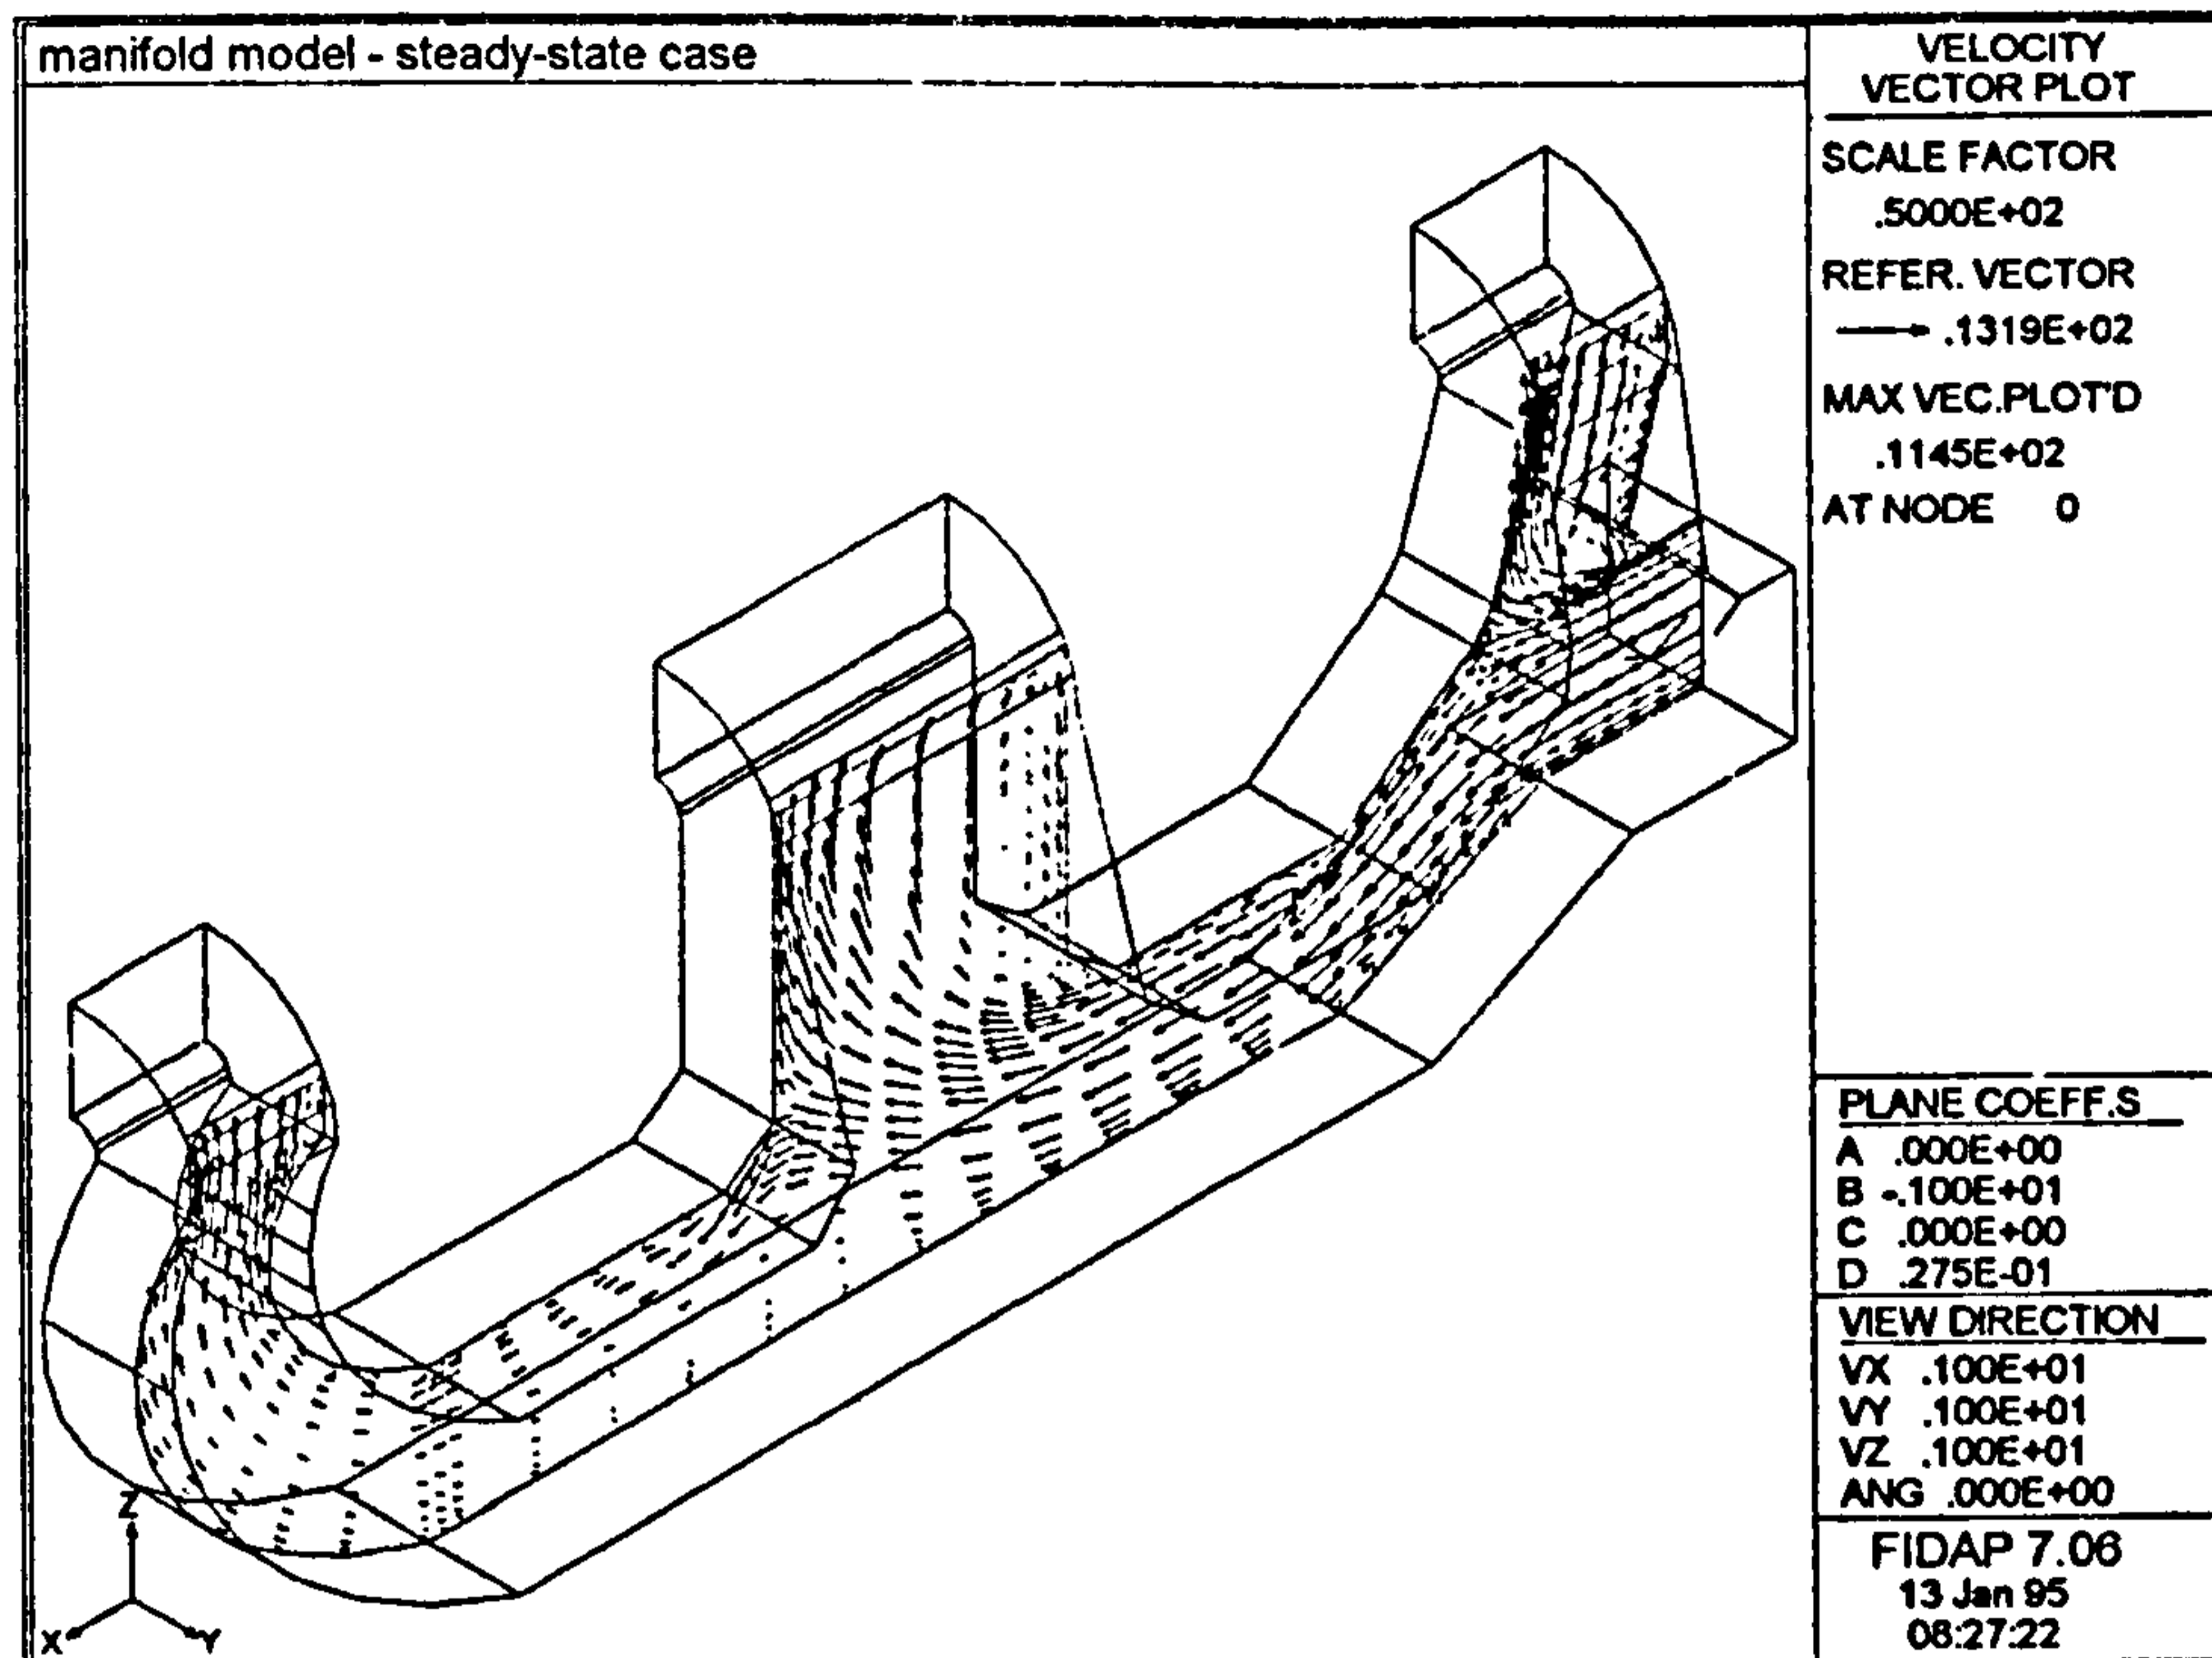 manifold model - steady-state case
VELOCITY
VECTOR PLOT
SCALE FACTOR
.5000E+02
REFER. VECTOR
.1319E+02
MAX VEC.PLOT'D
.1145E+02
AT NODE 0
PLANE COEFF.S
A .000E+00
B -.100E+01
C .000E+00
D .275E-01
VIEW DIRECTION
VX .100E+01
VY .100E+01
VZ .100E+01
ANG .000E+00
FIDAP 7.06
13 Jan 95
08:27:22
Z
X
Y